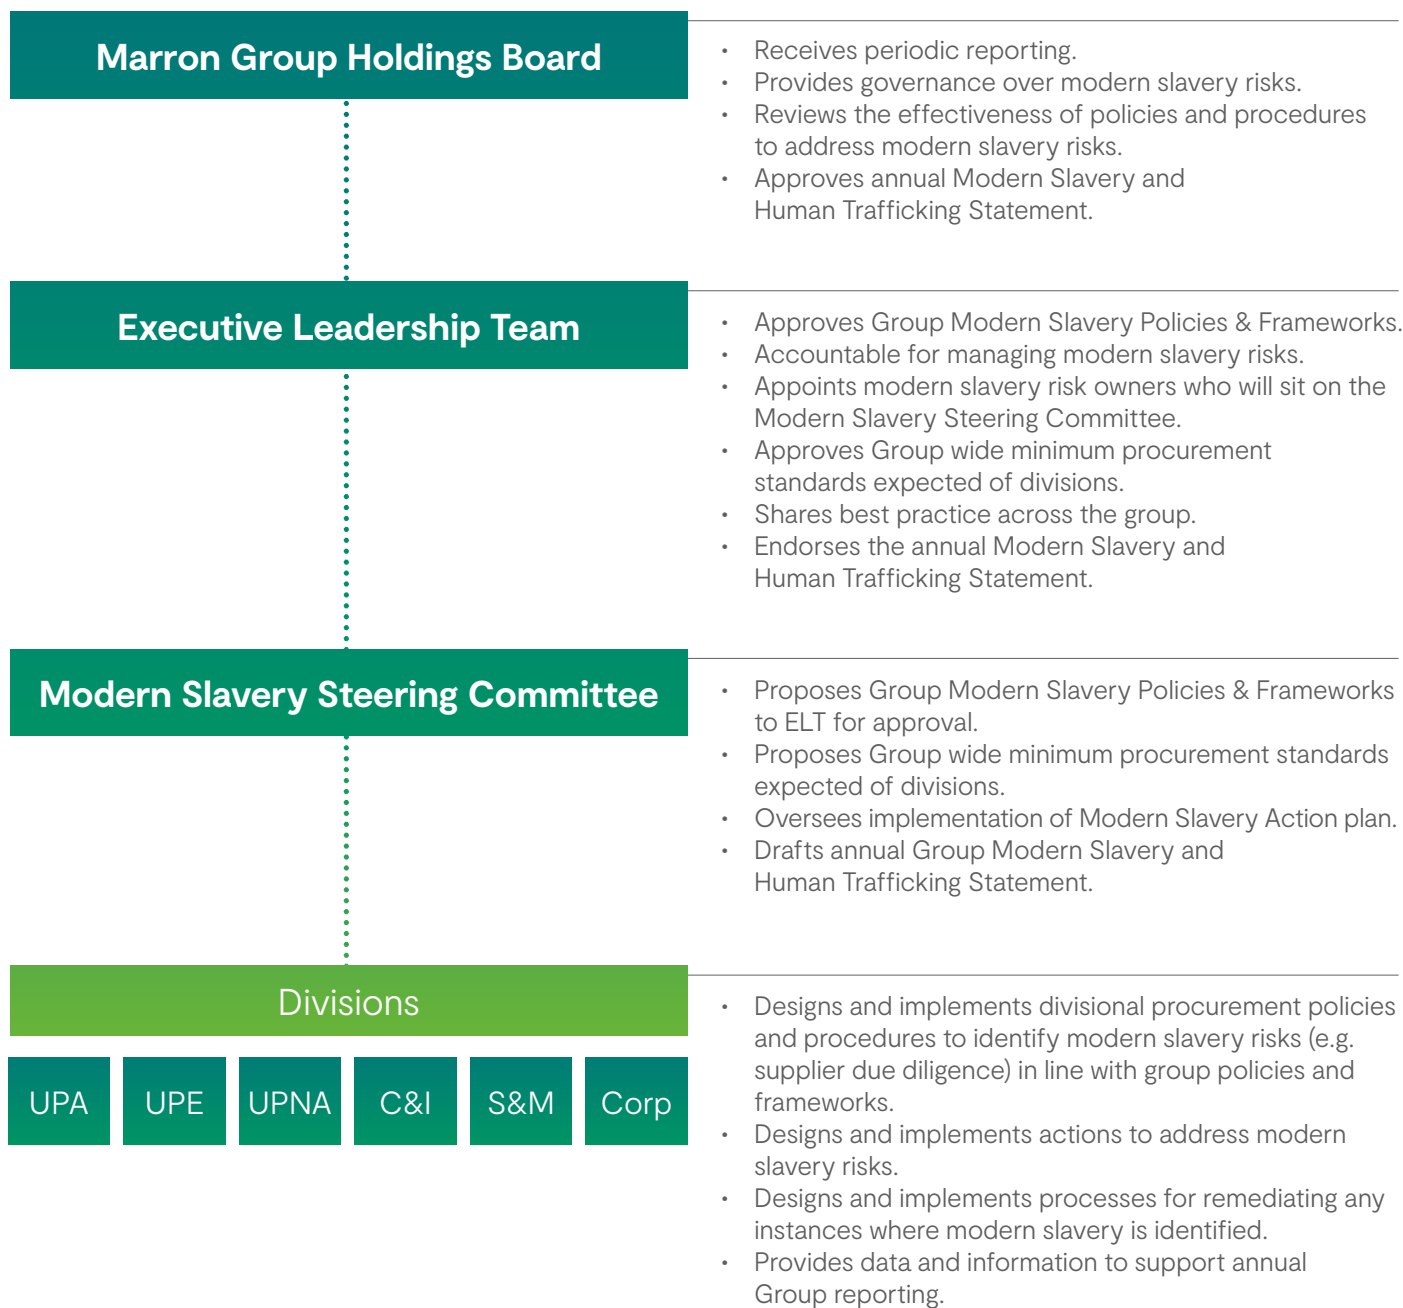 Marron Group Holdings Board
• Receives periodic reporting.
• Provides governance over modern slavery risks.
• Reviews the effectiveness of policies and procedures
to address modern slavery risks.
• Approves annual Modern Slavery and
Human Trafficking Statement.
Executive Leadership Team
• Approves Group Modern Slavery Policies & Frameworks.
• Accountable for managing modern slavery risks.
• Appoints modern slavery risk owners who will sit on the
Modern Slavery Steering Committee.
• Approves Group wide minimum procurement
standards expected of divisions.
• Shares best practice across the group.
• Endorses the annual Modern Slavery and
Human Trafficking Statement.
Modern Slavery Steering Committee
• Proposes Group Modern Slavery Policies & Frameworks
to ELT for approval.
• Proposes Group wide minimum procurement standards
expected of divisions.
• Oversees implementation of Modern Slavery Action plan.
• Drafts annual Group Modern Slavery and
Human Trafficking Statement.
Divisions
UPA UPE UPNA C&I S&M Corp
• Designs and implements divisional procurement policies
and procedures to identify modern slavery risks (e.g.
supplier due diligence) in line with group policies and
frameworks.
• Designs and implements actions to address modern
slavery risks.
• Designs and implements processes for remediating any
instances where modern slavery is identified.
• Provides data and information to support annual
Group reporting.